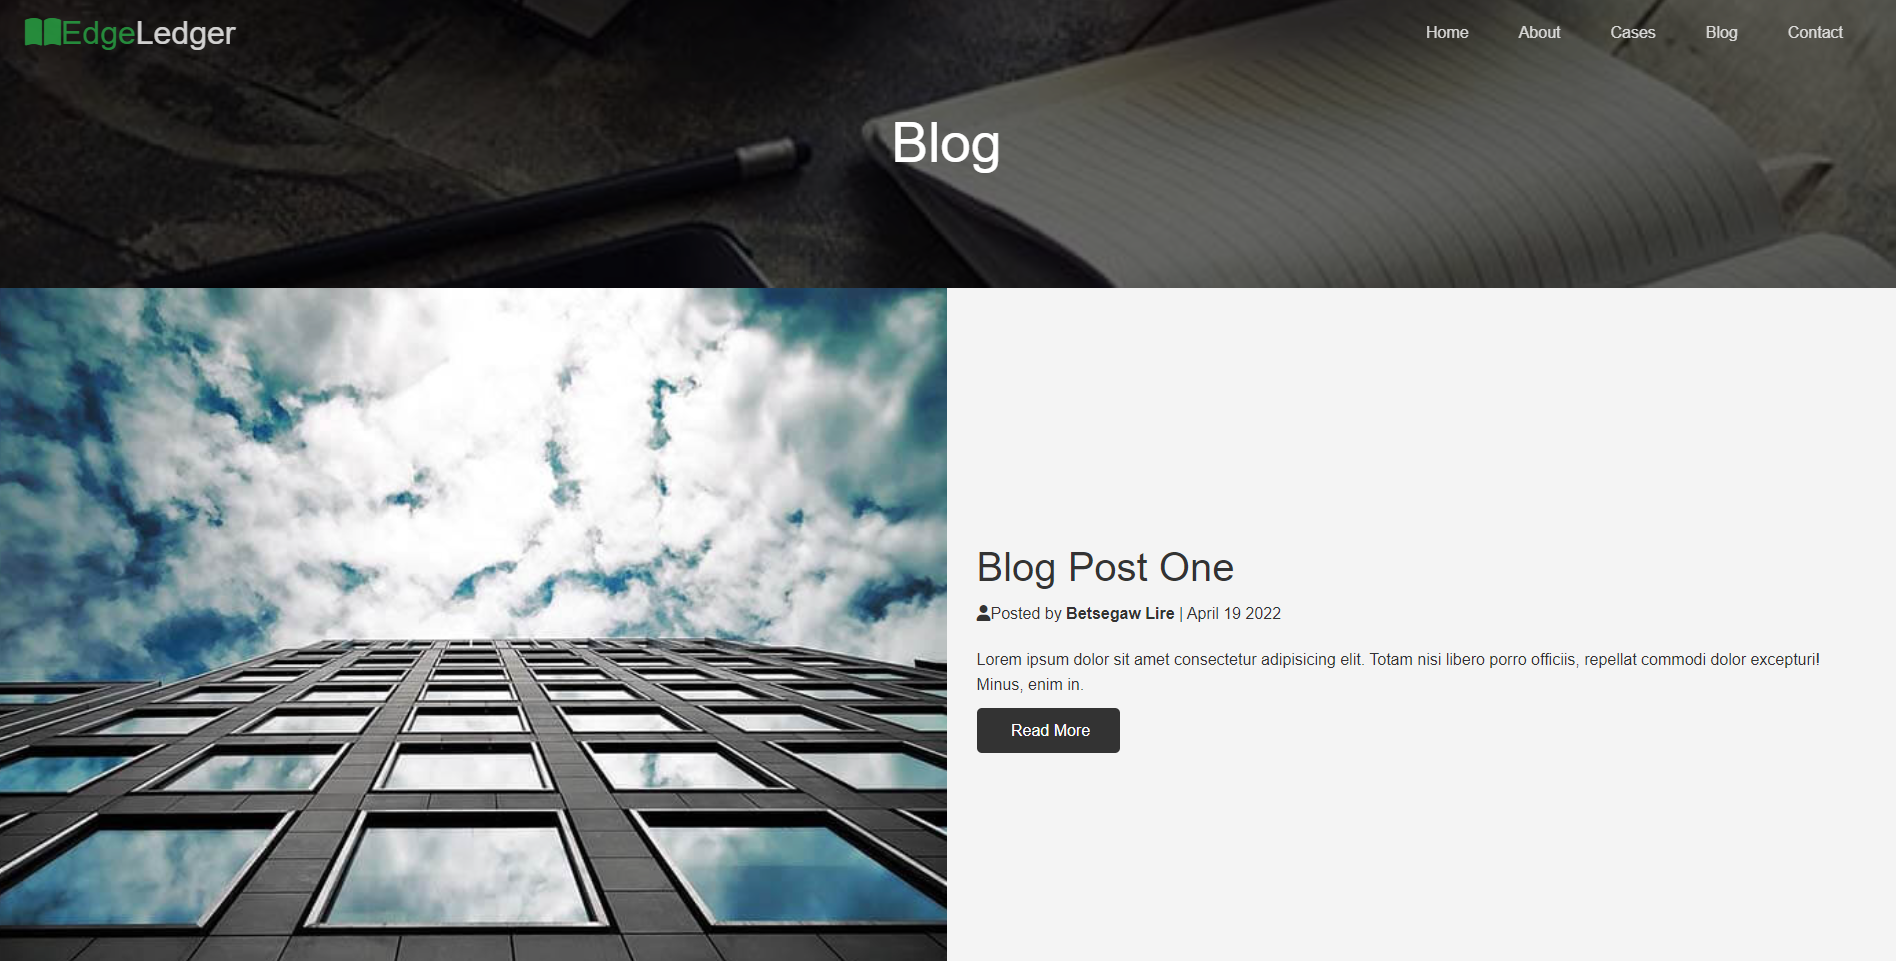 EdgeLedger
Home About Cases Blog Contact
Blog
Blog Post One
Posted by Betsegaw Lire | April 19 2022
Lorem ipsum dolor sit amet consectetur adipisicing elit. Totam nisi libero porro officiis, repellat commodi dolor excepturi!
Minus, enim in.
Read More